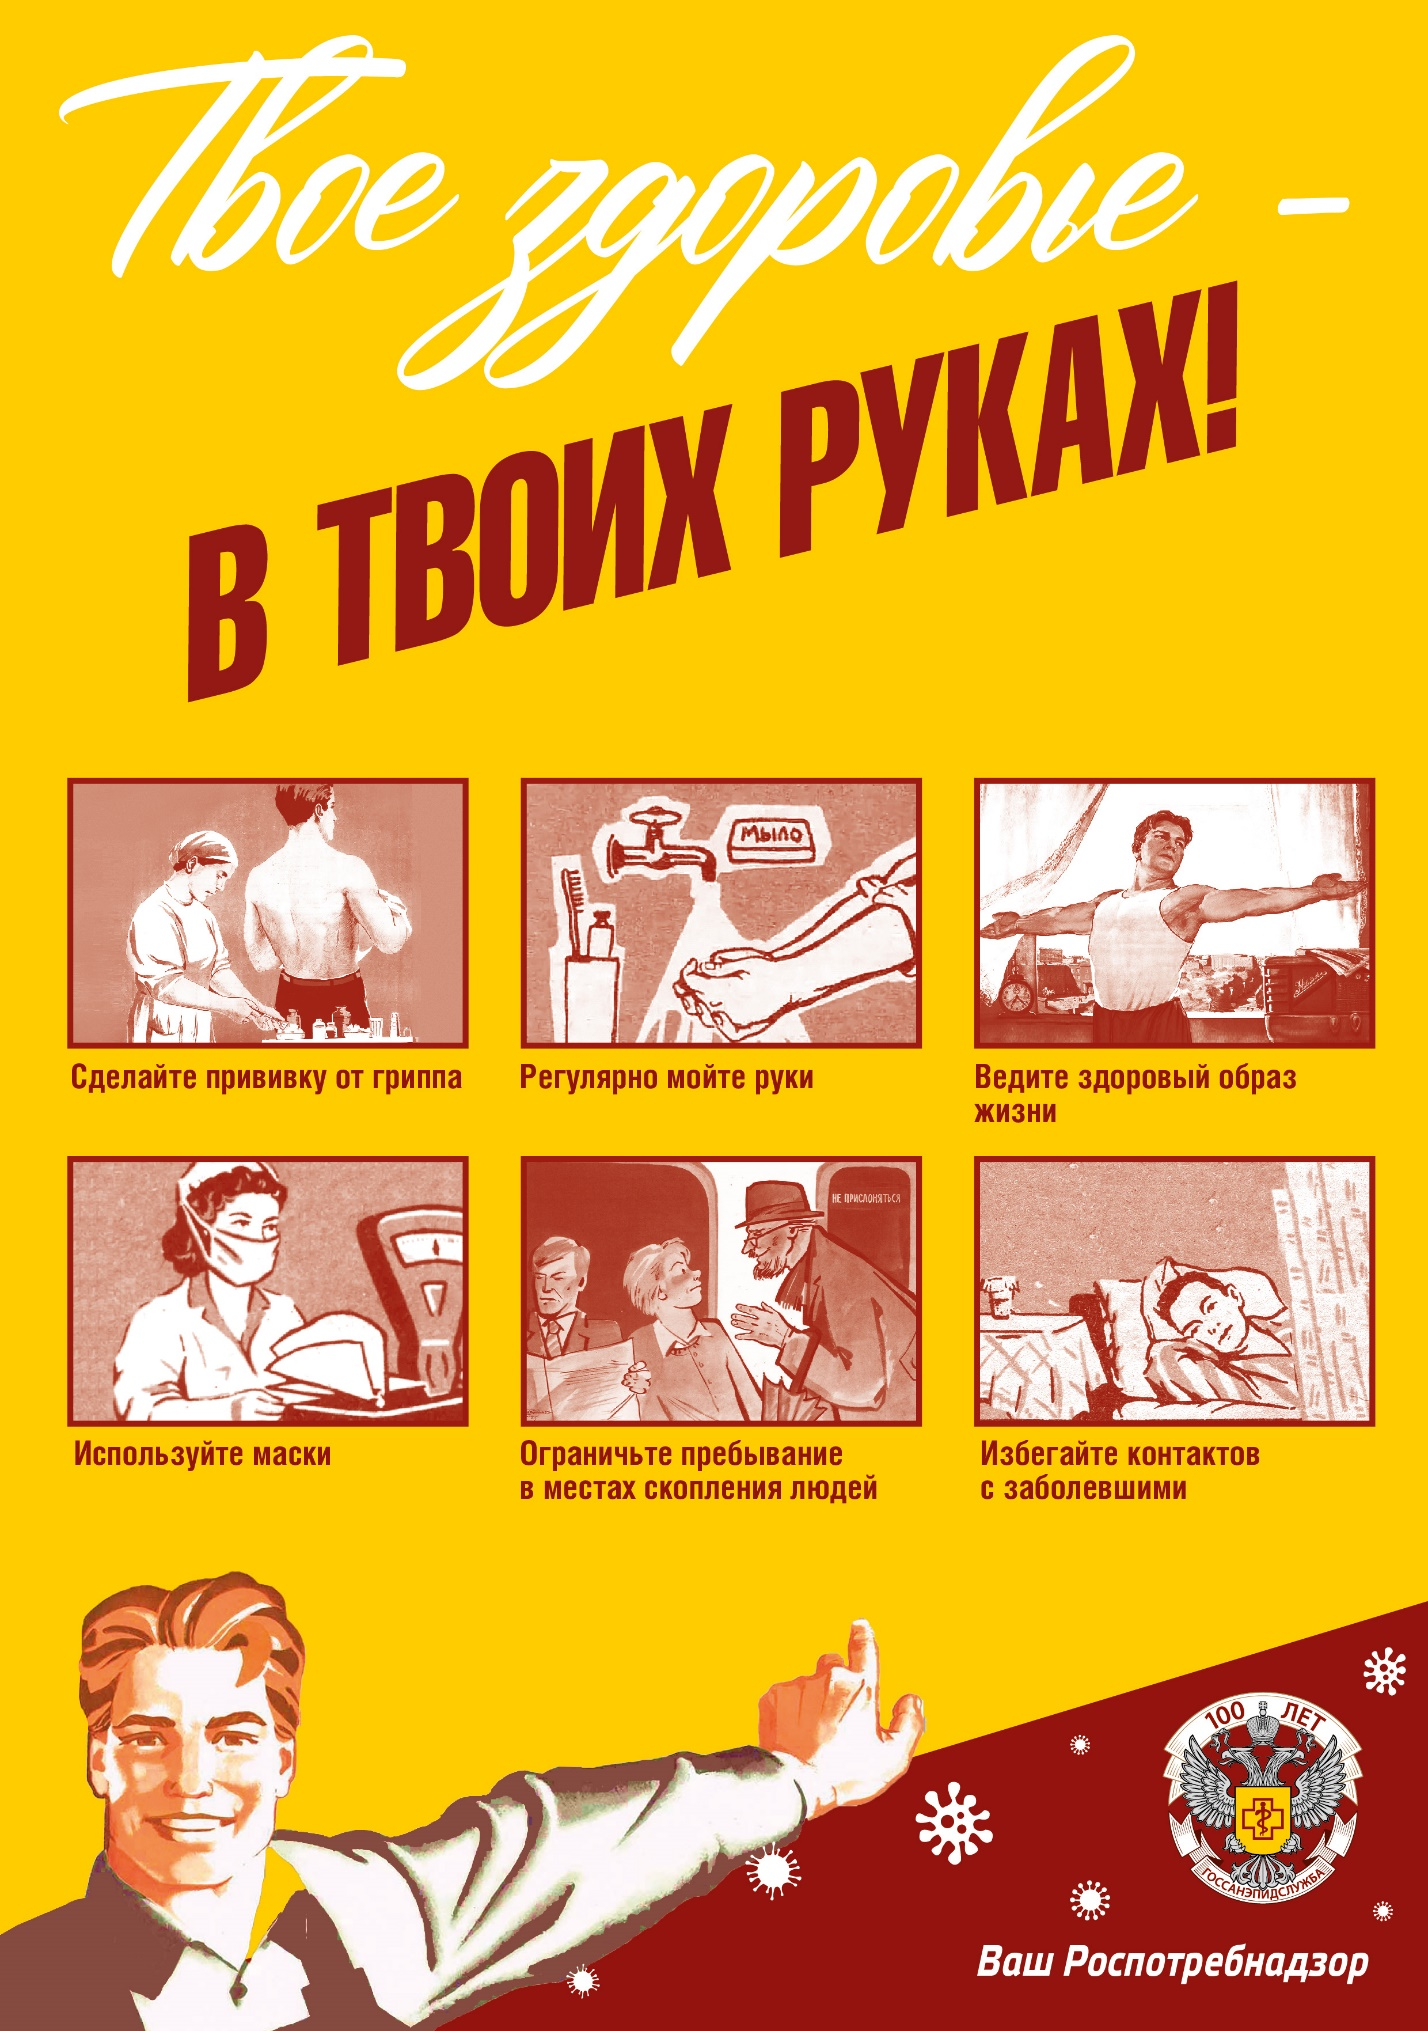 Твое здоровье -
В ТВОИХ РУКАХ!
мыло
Сделайте прививку от гриппа
Регулярно мойте руки
Ведите здоровый образ
жизни
НЕ ПРИСЛОНЯТЬСЯ
Используйте маски
Ограничьте пребывание
в местах скопления людей
Избегайте контактов
с заболевшими
100 ЛЕТ
ГОССАНЭПИДСЛУЖБА
Ваш Роспотребнадзор